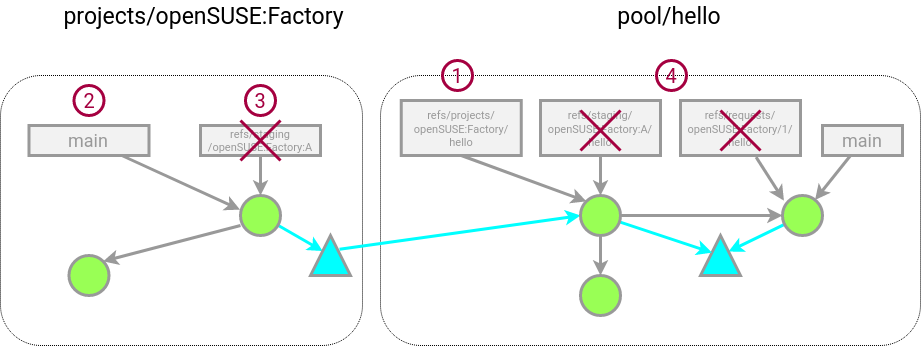 projects/openSUSE:Factory
pool/hello
1
2
3
4
main
refs/staging
/openSUSE:Factory:A
refs/projects/
openSUSE:Factory/
hello
refs/staging/
openSUSE:Factory:A/
hello
refs/requests/
openSUSE:Factory/1/
hello
main